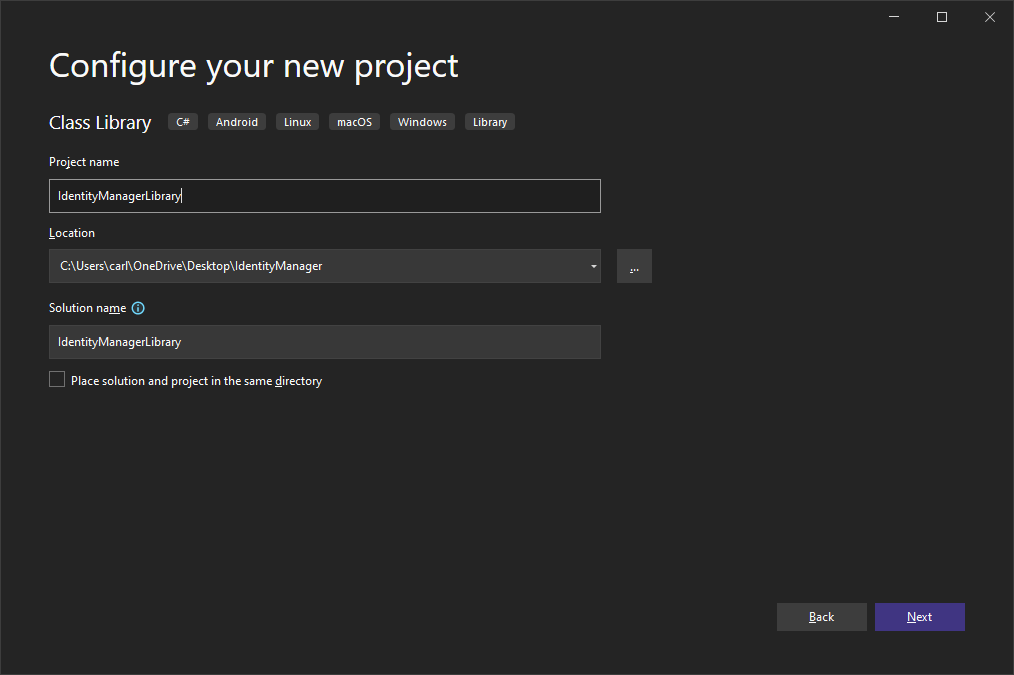 Configure your new project
Class Library C# Android Linux macOS Windows Library
Project name
IdentityManagerLibrary
Location
C:\Users\carl\OneDrive\Desktop\IdentityManager
...
Solution name
IdentityManagerLibrary
Place solution and project in the same directory
Back Next